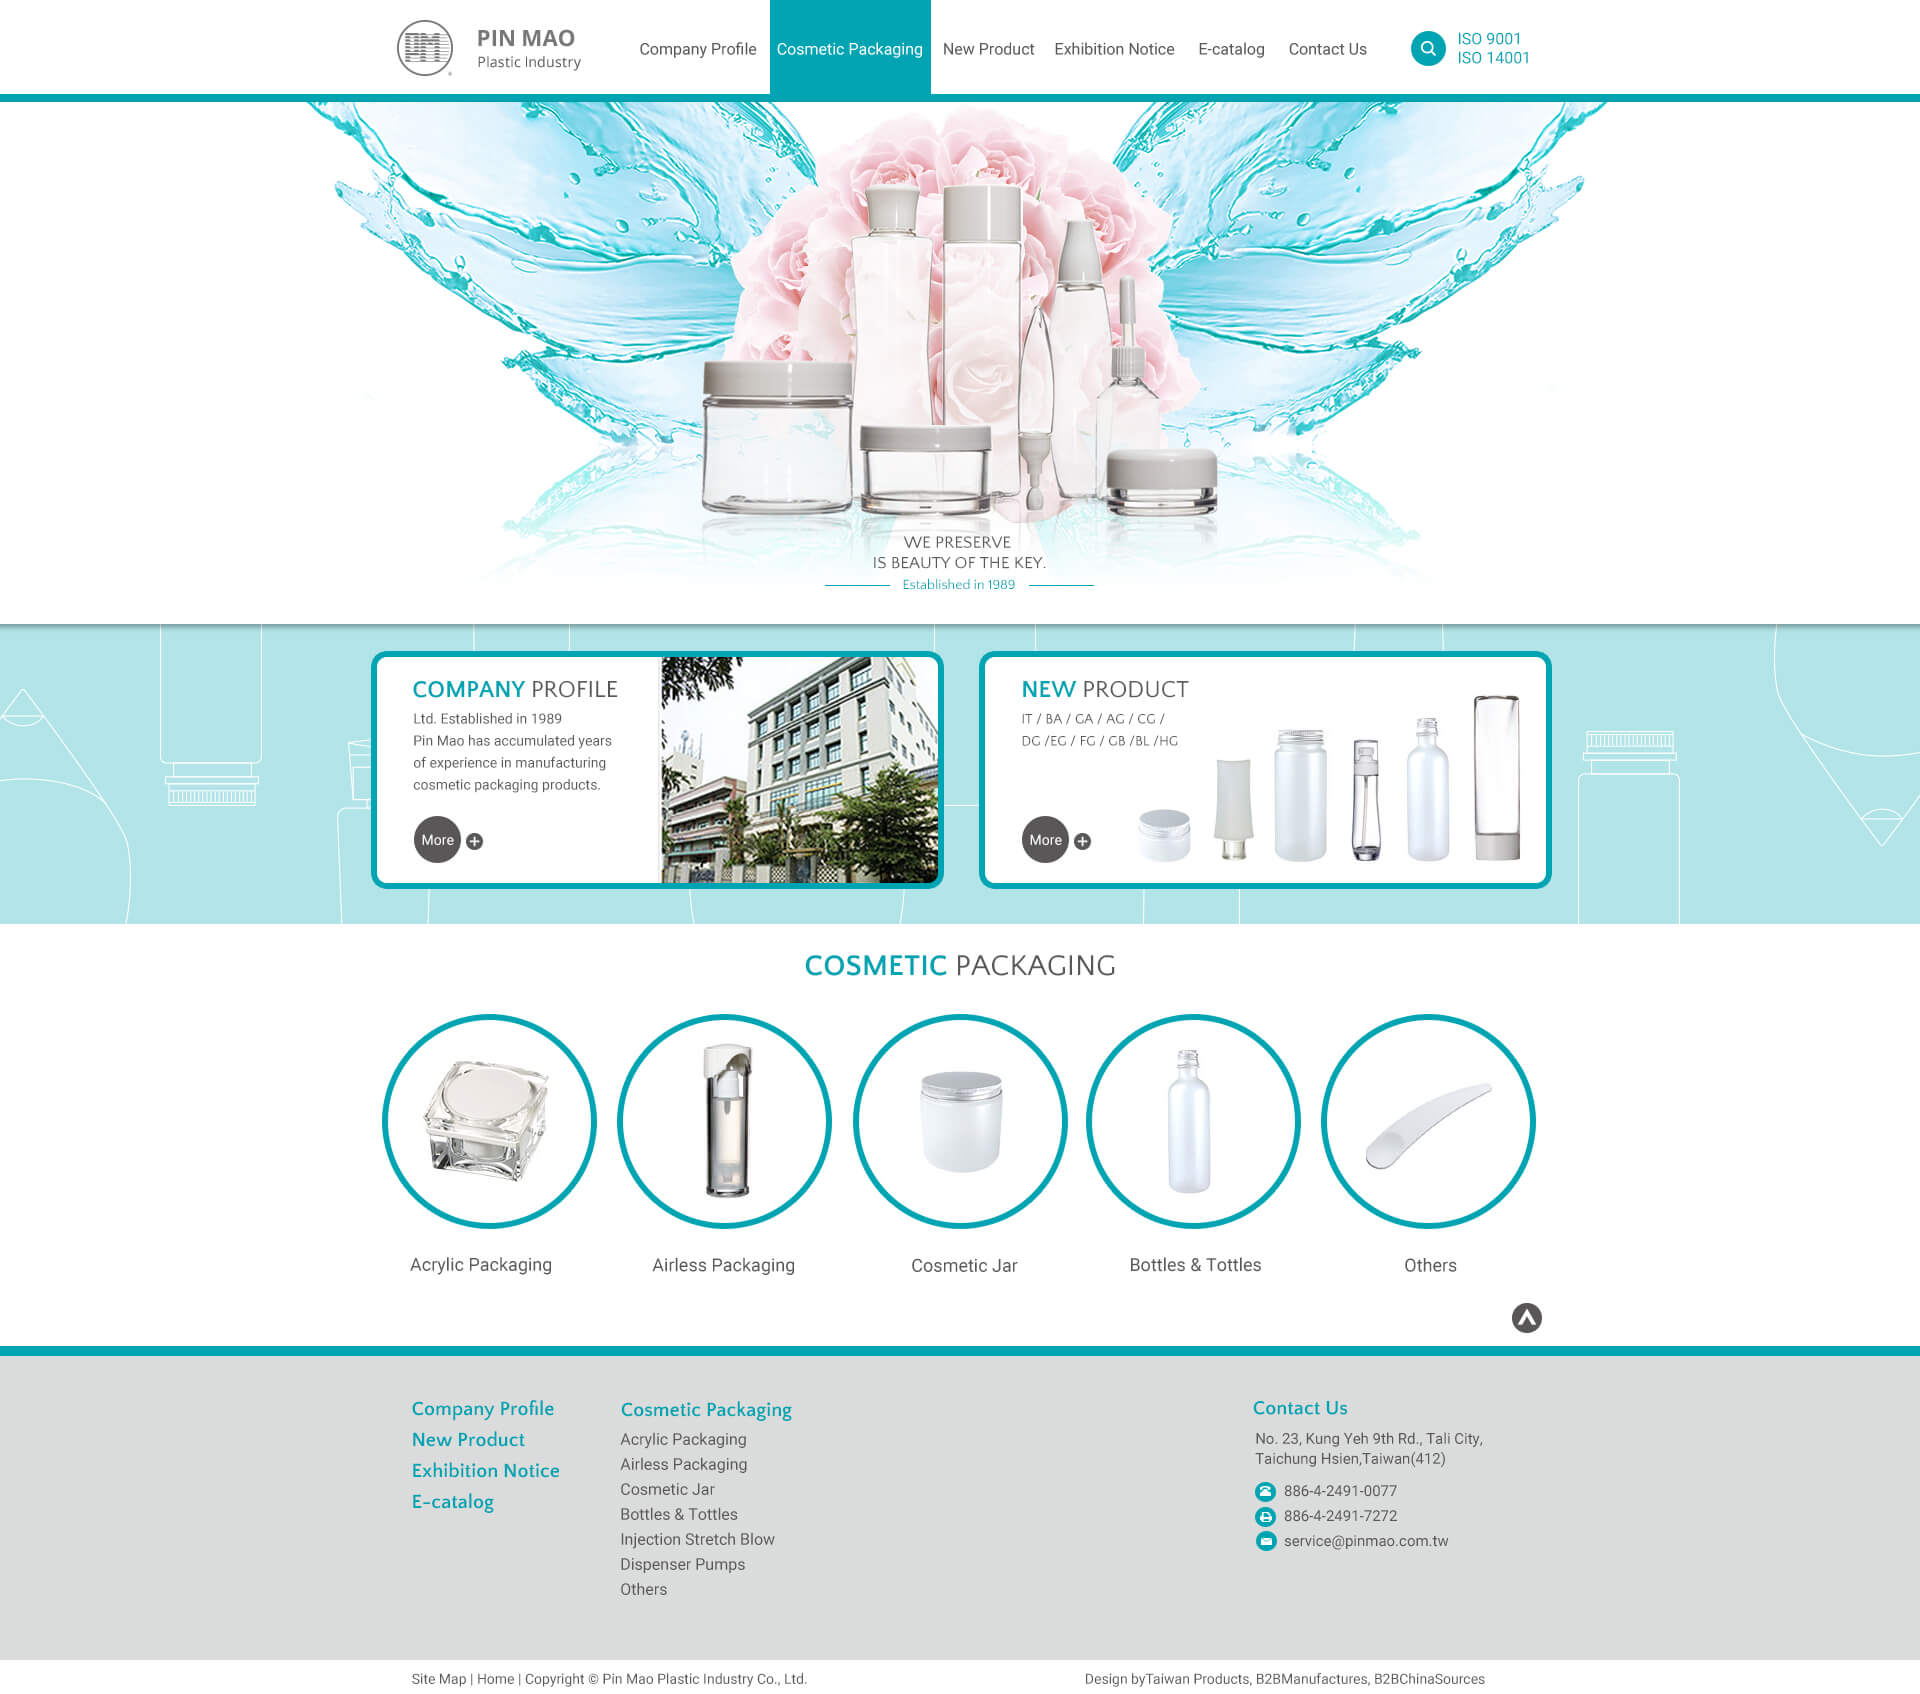 PIN MAO
Plastic Industry
Company Profile
Cosmetic Packaging
New Product
Exhibition Notice
E-catalog
Contact Us
ISO 9001
ISO 14001
WE PRESERVE
IS BEAUTY OF THE KEY.
Established in 1989
COMPANY PROFILE
Ltd. Established in 1989
Pin Mao has accumulated years
of experience in manufacturing
cosmetic packaging products.
More
NEW PRODUCT
IT / BA / GA / AG / CG /
DG /EG / FG / GB /BL /HG
More
COSMETIC PACKAGING
Acrylic Packaging
Airless Packaging
Cosmetic Jar
Bottles & Tottles
Others
Company Profile
New Product
Exhibition Notice
E-catalog
Cosmetic Packaging
Acrylic Packaging
Airless Packaging
Cosmetic Jar
Bottles & Tottles
Injection Stretch Blow
Dispenser Pumps
Others
Contact Us
No. 23, Kung Yeh 9th Rd., Tali City,
Taichung Hsien,Taiwan(412)
886-4-2491-0077
886-4-2491-7272
service@pinmao.com.tw
Site Map | Home | Copyright © Pin Mao Plastic Industry Co., Ltd.
Design byTaiwan Products, B2BManufactures, B2BChinaSources